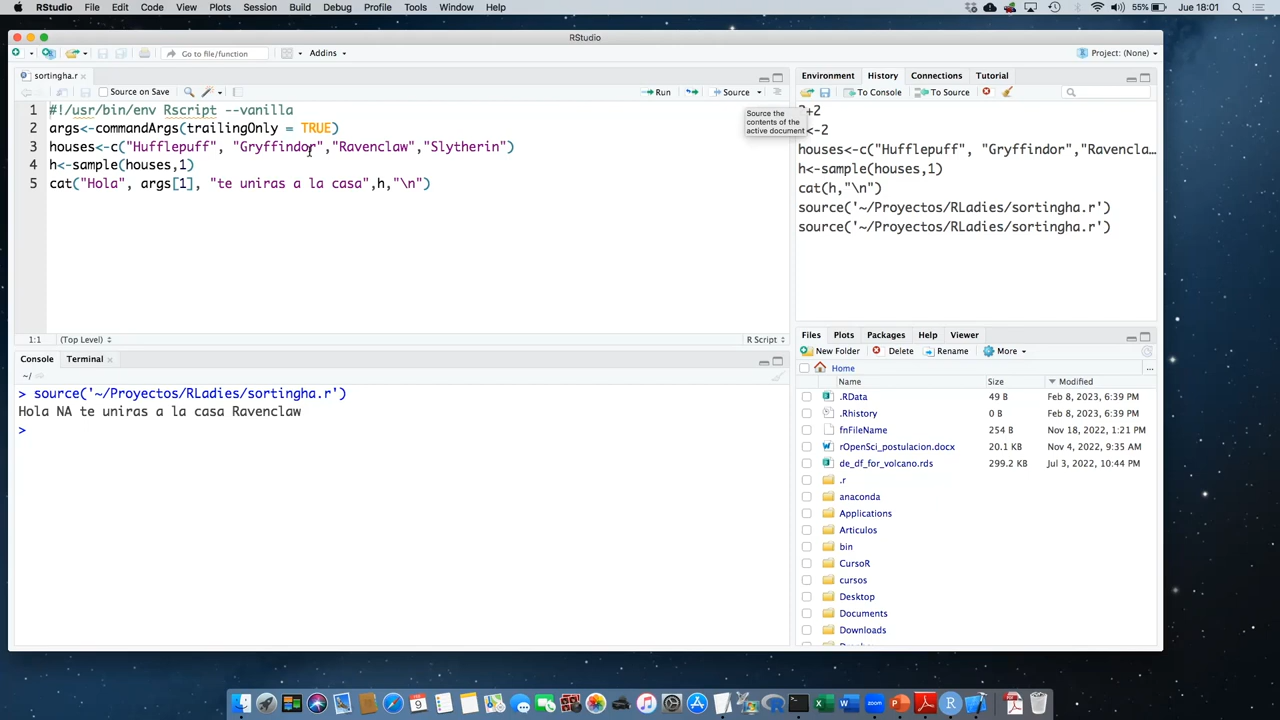 RStudio File Edit Code View Plots Session Build Debug Profile Tools Window Help 55% Jue 18:01
RStudio
Go to file/function Addins Project: (None)
sortingha.r
Source on Save Run Source
1 #!/usr/bin/env Rscript --vanilla
2 args<-commandArgs(trailingOnly = TRUE)
3 houses<-c("Hufflepuff", "Gryffindor","Ravenclaw","Slytherin")
4 h<-sample(houses,1)
5 cat("Hola", args[1], "te uniras a la casa",h,"\n")
Source the
contents of the
active document
1:1 (Top Level) R Script
Console Terminal
~/
> source('~/Proyectos/RLadies/sortingha.r')
Hola NA te uniras a la casa Ravenclaw
>
Environment History Connections Tutorial
To Console To Source
2+2
<-2
houses<-c("Hufflepuff", "Gryffindor","Ravencla…
h<-sample(houses,1)
cat(h,"\n")
source('~/Proyectos/RLadies/sortingha.r')
source('~/Proyectos/RLadies/sortingha.r')
Files Plots Packages Help Viewer
New Folder Delete Rename More
Home ...
Name Size Modified
.RData 49 B Feb 8, 2023, 6:39 PM
.Rhistory 0 B Feb 8, 2023, 6:39 PM
fnFileName 254 B Nov 18, 2022, 1:21 PM
rOpenSci_postulacion.docx 20.1 KB Nov 4, 2022, 9:35 AM
de_df_for_volcano.rds 299.2 KB Jul 3, 2022, 10:44 PM
.r
anaconda
Applications
Articulos
bin
CursoR
cursos
Desktop
Documents
Downloads